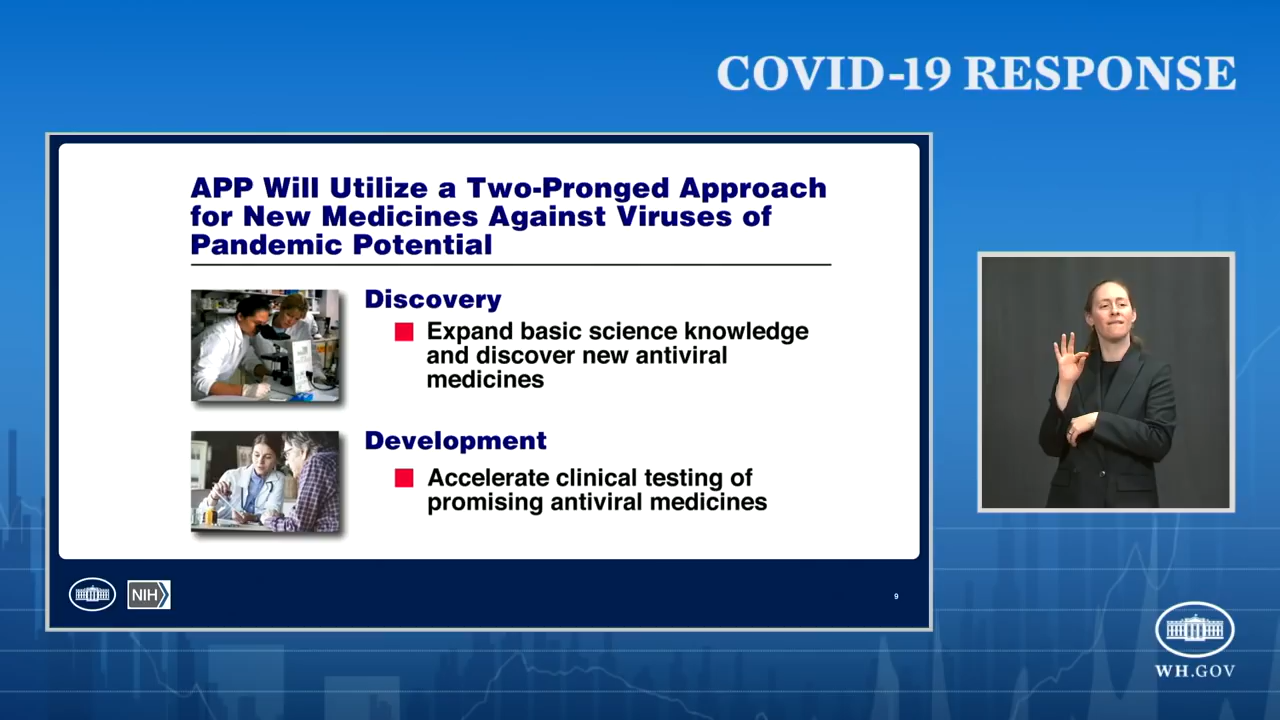 COVID-19 RESPONSE
APP Will Utilize a Two-Pronged Approach
for New Medicines Against Viruses of
Pandemic Potential
Discovery
Expand basic science knowledge
and discover new antiviral
medicines
Development
Accelerate clinical testing of
promising antiviral medicines
NIH
9
WH.GOV